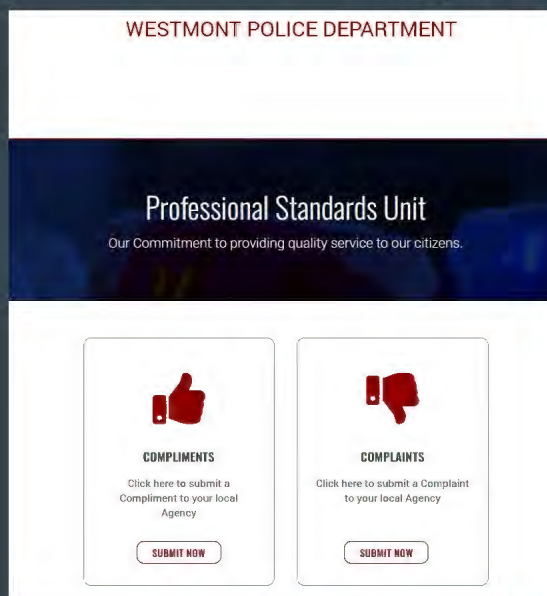 WESTMONT POLICE DEPARTMENT
Professional Standards Unit
Our Commitment to providing quality service to our citizens.
COMPLIMENTS
Click here to submit a
Compliment to your local
Agency
SUBMIT NOW
COMPLAINTS
Click here to submit a Complaint
to your local Agency
SUBMIT NOW